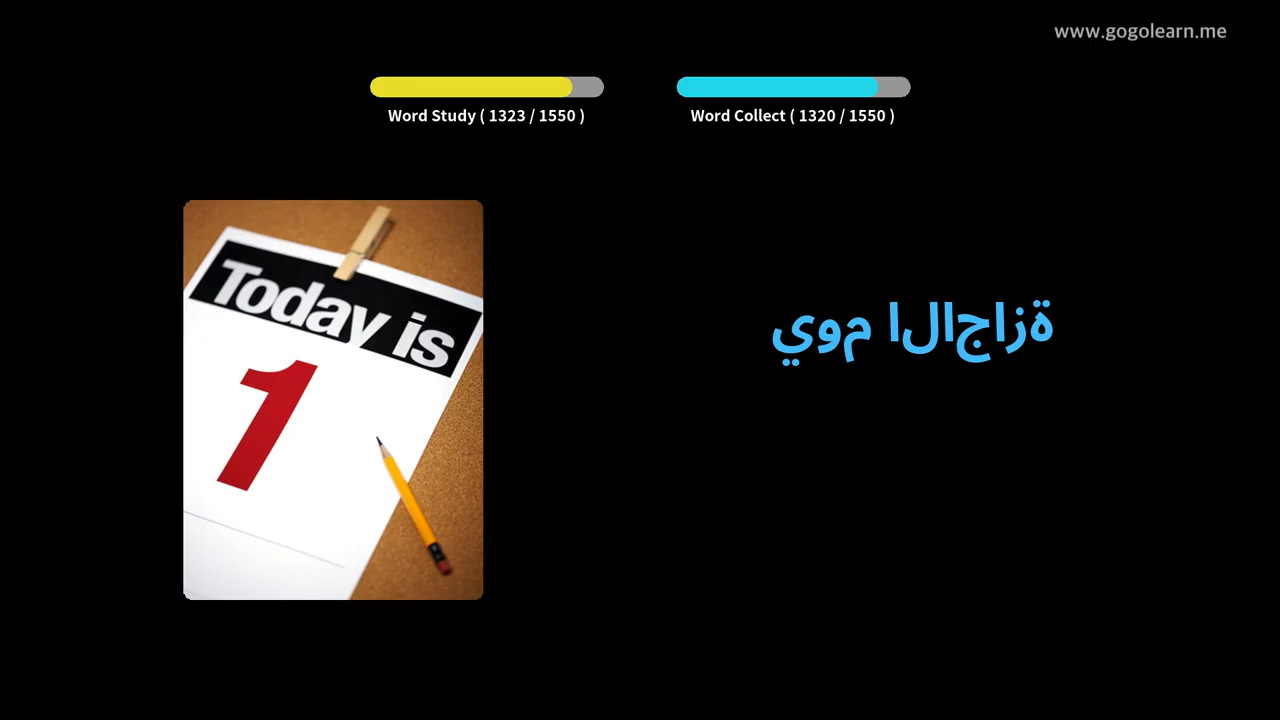 www.gogolearn.me
Word Study ( 1323 / 1550 )
Word Collect ( 1320 / 1550 )
Today is
1
يوم الاجازة